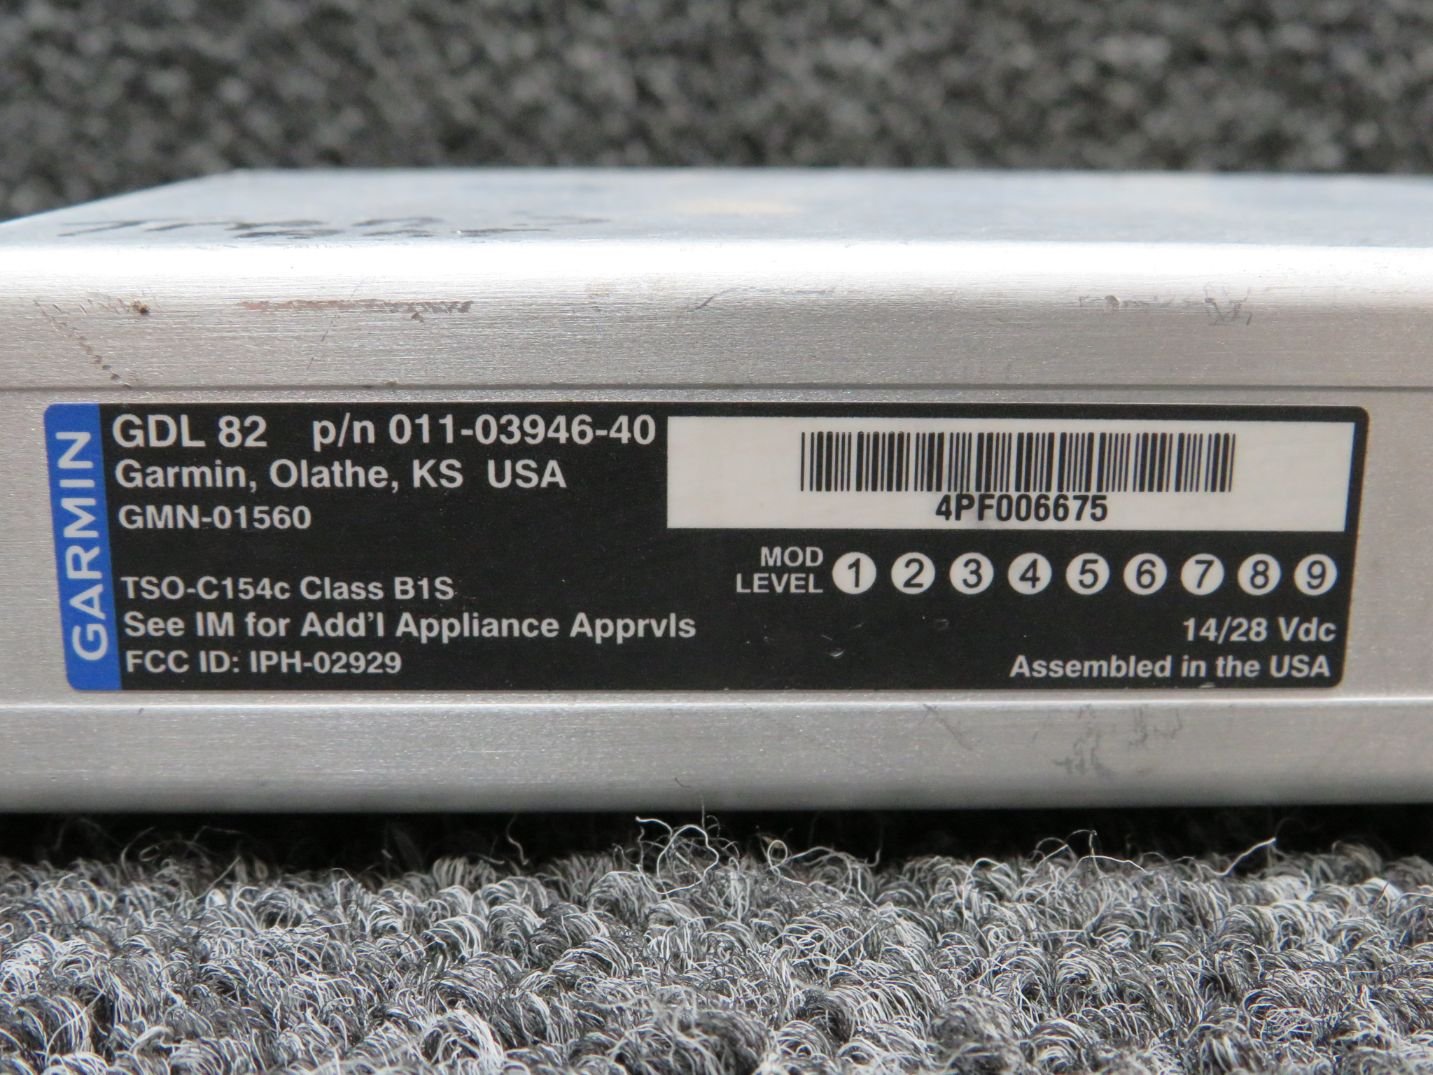 GARMIN
GDL 82 p/n 011-03946-40
Garmin, Olathe, KS USA
GMN-01560
TSO-C154c Class B1S
See IM for Add'l Appliance Apprvls
FCC ID: IPH-02929
4PF006675
MOD
LEVEL 1 2 3 4 5 6 7 8 9
14/28 Vdc
Assembled in the USA